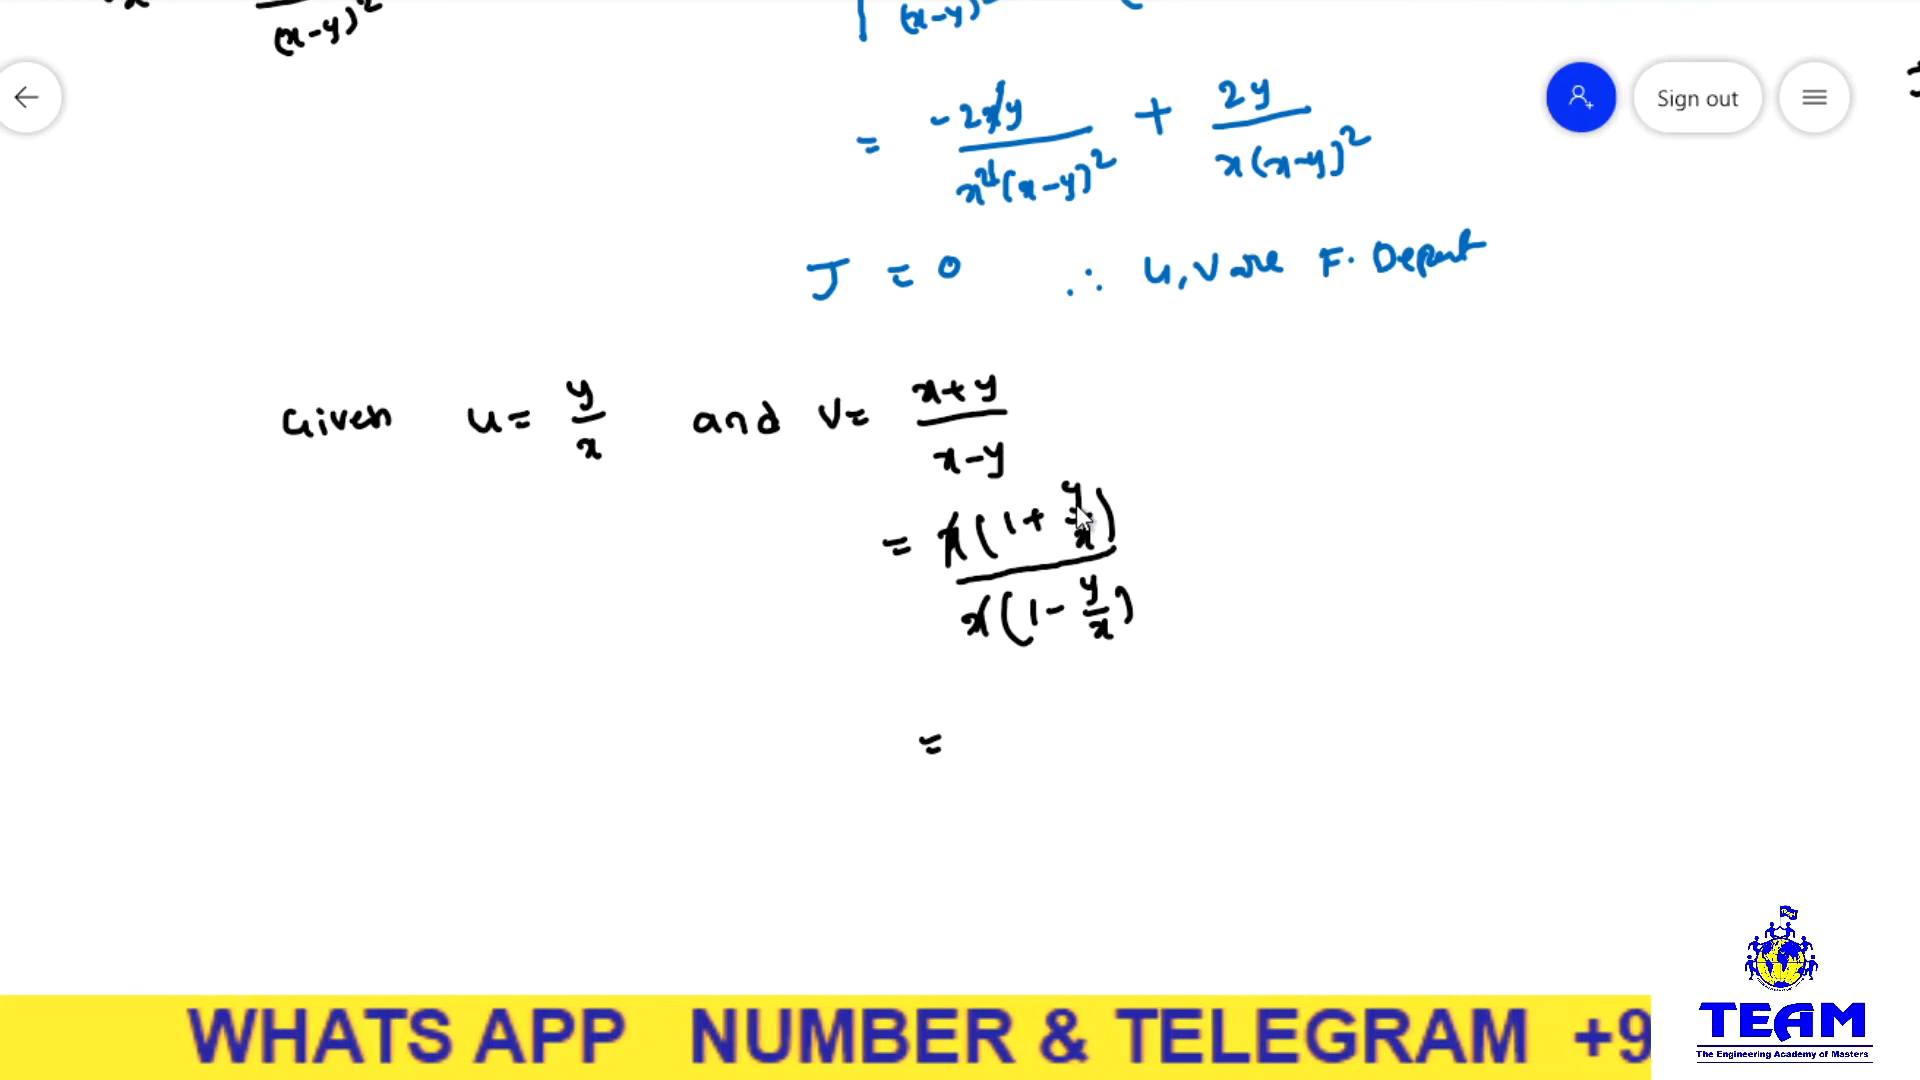 (x-y)²
(x-y)
= -2xy/x²(x-y)² + 2y/x(x-y)²
Sign out
J = 0 ∴ u, v are F. Depent
Given u = y/x and v = x+y/x-y
= x(1+y/x)/x(1-y/x)
=
WHATS APP NUMBER & TELEGRAM +9
TEAM
The Engineering Academy of Masters